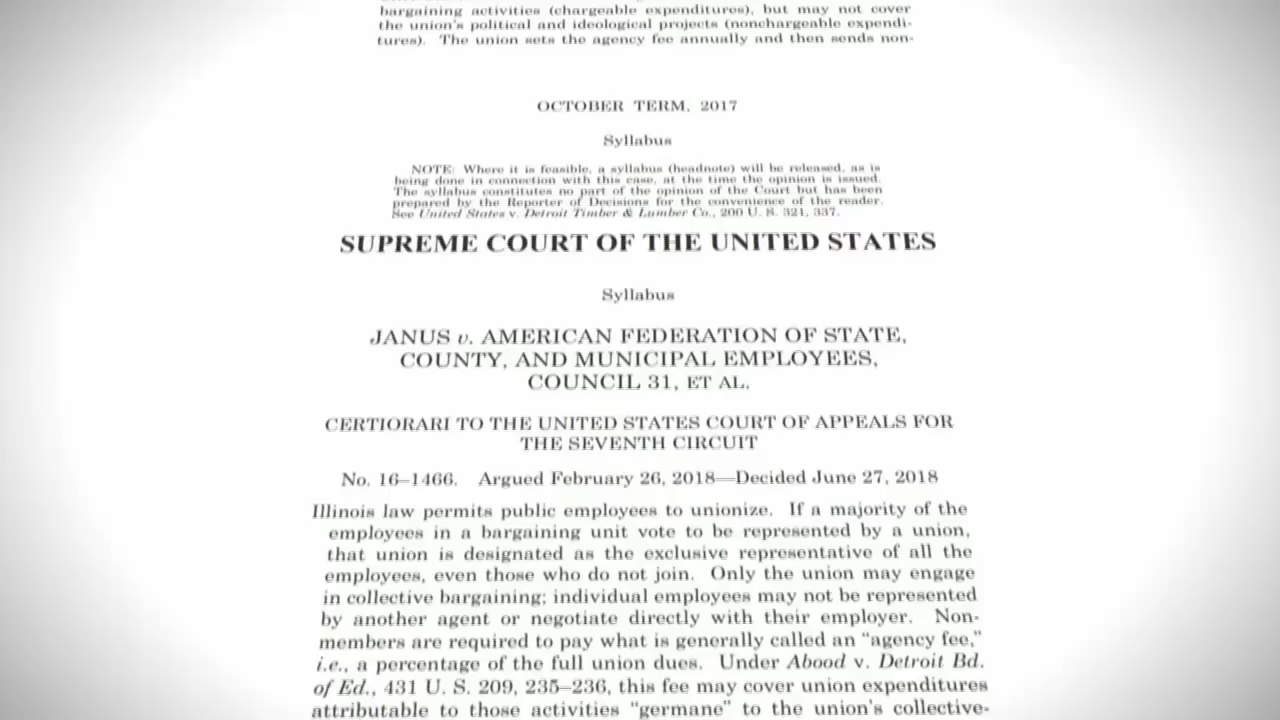 bargaining activities (chargeable expenditures), but may not cover
the union's political and ideological projects (nonchargeable expendi-
tures). The union sets the agency fee annually and then sends non-
OCTOBER TERM, 2017
Syllabus
NOTE: Where it is feasible, a syllabus (headnote) will be released, as is
being done in connection with this case, at the time the opinion is issued.
The syllabus constitutes no part of the opinion of the Court but has been
prepared by the Reporter of Decisions for the convenience of the reader.
See United States v. Detroit Timber & Lumber Co., 200 U. S. 321, 337.
SUPREME COURT OF THE UNITED STATES
Syllabus
JANUS v. AMERICAN FEDERATION OF STATE,
COUNTY, AND MUNICIPAL EMPLOYEES,
COUNCIL 31, ET AL.
CERTIORARI TO THE UNITED STATES COURT OF APPEALS FOR
THE SEVENTH CIRCUIT
No. 16–1466. Argued February 26, 2018—Decided June 27, 2018
Illinois law permits public employees to unionize. If a majority of the
employees in a bargaining unit vote to be represented by a union,
that union is designated as the exclusive representative of all the
employees, even those who do not join. Only the union may engage
in collective bargaining; individual employees may not be represented
by another agent or negotiate directly with their employer. Non-
members are required to pay what is generally called an “agency fee,”
i.e., a percentage of the full union dues. Under Abood v. Detroit Bd.
of Ed., 431 U. S. 209, 235–236, this fee may cover union expenditures
attributable to those activities “germane” to the union's collective-